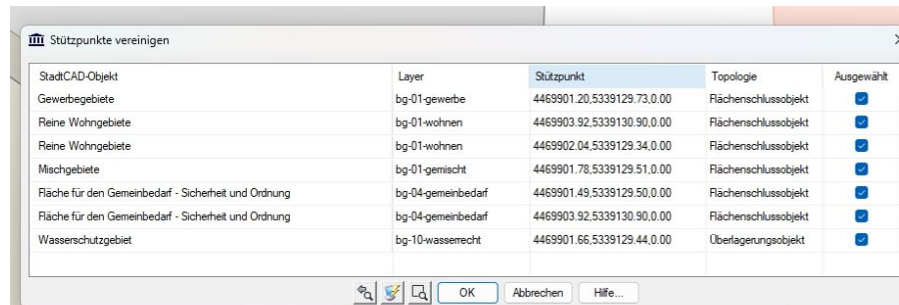 Stützpunkte vereinigen
StadtCAD-Objekt Layer Stützpunkt Topologie Ausgewählt
Gewerbegebiete bg-01-gewerbe 4469901.20,5339129.73,0.00 Flächenschlussobjekt
Reine Wohngebiete bg-01-wohnen 4469903.92,5339130.90,0.00 Flächenschlussobjekt
Reine Wohngebiete bg-01-wohnen 4469902.04,5339129.34,0.00 Flächenschlussobjekt
Mischgebiete bg-01-gemischt 4469901.78,5339129.51,0.00 Flächenschlussobjekt
Fläche für den Gemeinbedarf - Sicherheit und Ordnung bg-04-gemeinbedarf 4469901.49,5339129.50,0.00 Flächenschlussobjekt
Fläche für den Gemeinbedarf - Sicherheit und Ordnung bg-04-gemeinbedarf 4469903.92,5339130.90,0.00 Flächenschlussobjekt
Wasserschutzgebiet bg-10-wasserrecht 4469901.66,5339129.44,0.00 Überlagerungsobjekt
OK Abbrechen Hilfe...